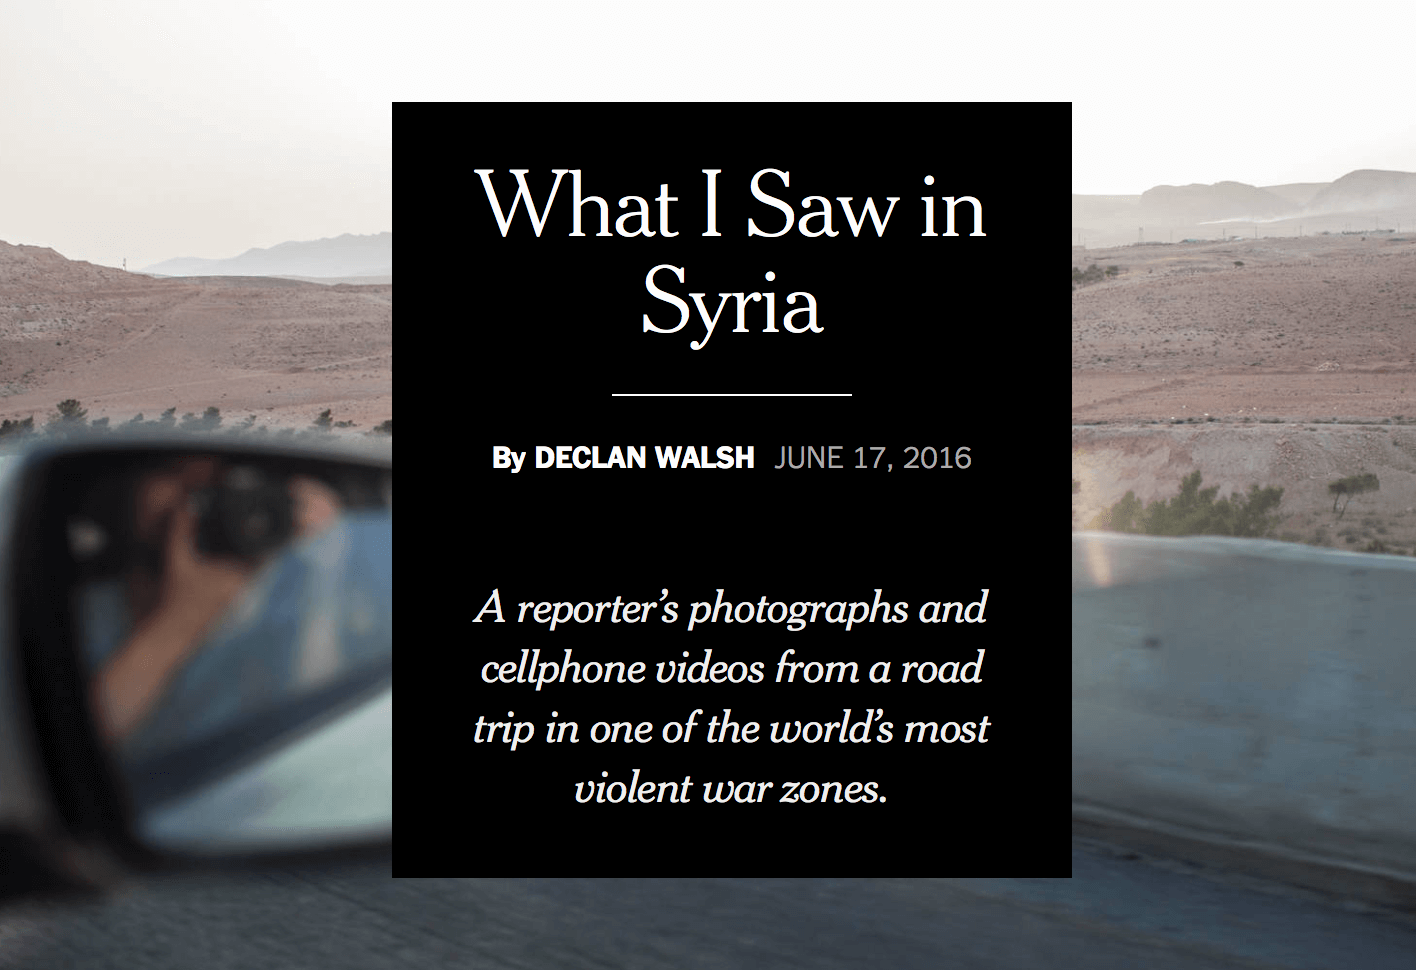 What I Saw in
Syria
By DECLAN WALSH JUNE 17, 2016
A reporter’s photographs and
cellphone videos from a road
trip in one of the world’s most
violent war zones.